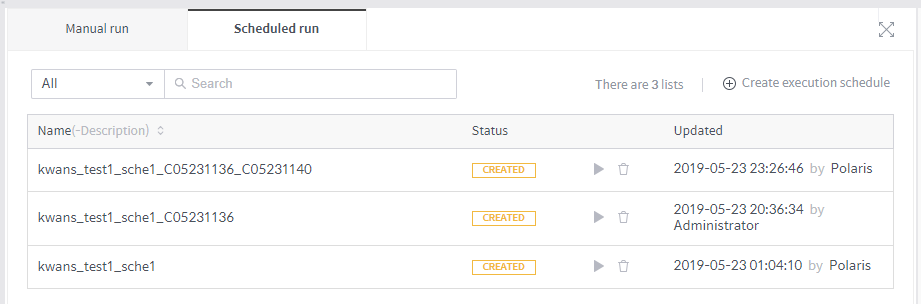 Manual run
Scheduled run
All
Search
There are 3 lists
Create execution schedule
Name(-Description)
Status
Updated
kwans_test1_sche1_C05231136_C05231140
CREATED
2019-05-23 23:26:46 by Polaris
kwans_test1_sche1_C05231136
CREATED
2019-05-23 20:36:34 by
Administrator
kwans_test1_sche1
CREATED
2019-05-23 01:04:10 by Polaris